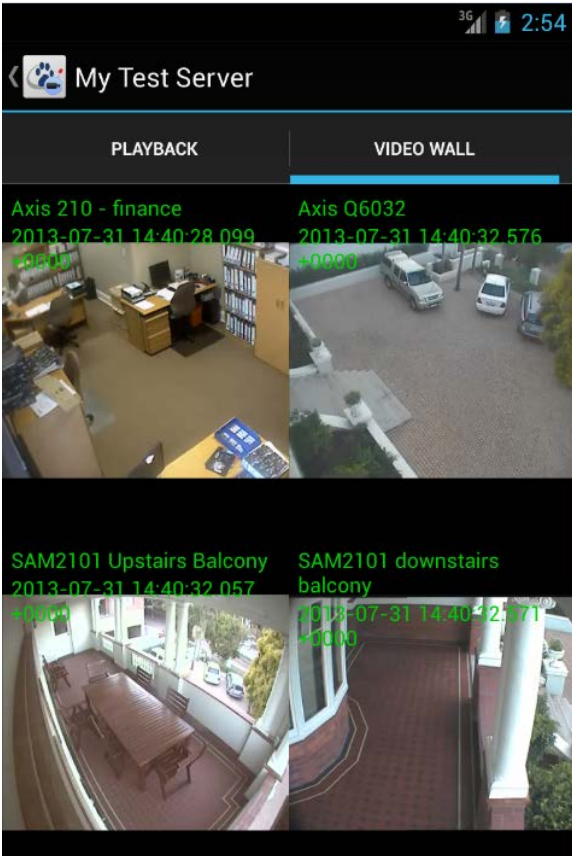 3G 2:54
My Test Server
PLAYBACK VIDEO WALL
Axis 210 - finance
2013-07-31 14:40:28.099
+0000
Axis Q6032
2013-07-31 14:40:32.576
+0000
SAM2101 Upstairs Balcony
2013-07-31 14:40:32.057
+0000
SAM2101 downstairs
balcony
2013-07-31 14:40:32.571
+0000